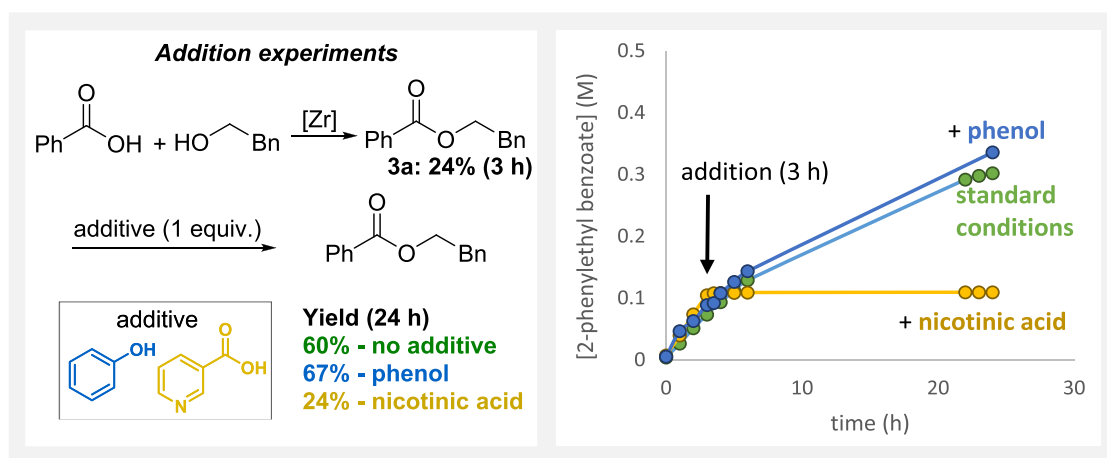 Addition experiments
O
Ph
OH
+
HO
Bn
[Zr]
O
Ph
O
Bn
3a: 24% (3 h)
additive (1 equiv.)
O
Ph
O
Bn
additive
OH
O
OH
N
Yield (24 h)
60% - no additive
67% - phenol
24% - nicotinic acid
[2-phenylethyl benzoate] (M)
0.5
0.4
0.3
0.2
0.1
0
0
10
20
30
time (h)
addition (3 h)
+ phenol
standard
conditions
+ nicotinic acid